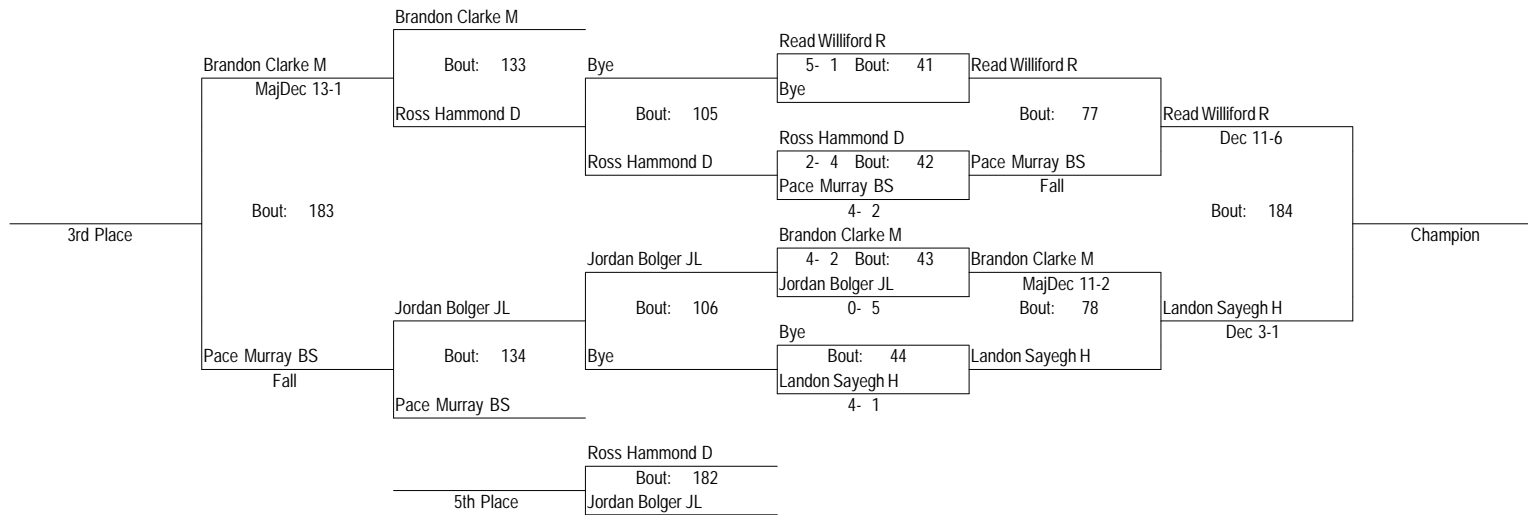 Brandon Clarke M
Read Williford R
Brandon Clarke M Bout: 133 Bye 5- 1 Bout: 41 Read Williford R
MajDec 13-1 Bye
Ross Hammond D Bout: 105 Bout: 77 Read Williford R
Ross Hammond D Dec 11-6
Ross Hammond D 2- 4 Bout: 42 Pace Murray BS
Pace Murray BS Fall
Bout: 183 4- 2 Bout: 184
3rd Place Brandon Clarke M Champion
Jordan Bolger JL 4- 2 Bout: 43 Brandon Clarke M
Jordan Bolger JL MajDec 11-2
Jordan Bolger JL Bout: 106 0- 5 Bout: 78 Landon Sayegh H
Bye Dec 3-1
Pace Murray BS Bout: 134 Bye Bout: 44 Landon Sayegh H
Fall Landon Sayegh H
Pace Murray BS 4- 1
Ross Hammond D
Bout: 182
5th Place Jordan Bolger JL